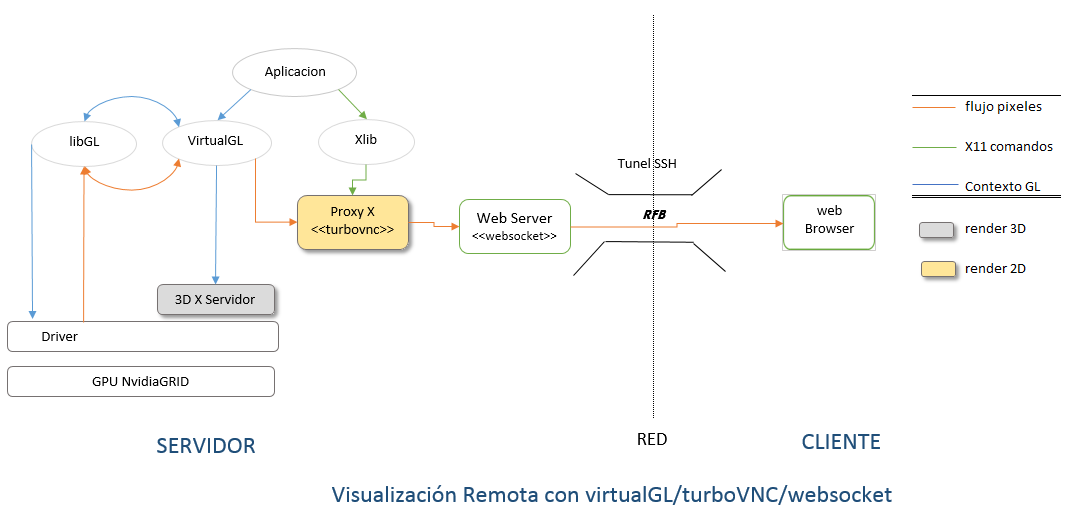 Aplicacion
libGL
VirtualGL
Xlib
Proxy X
<<turbovnc>>
Web Server
<<websocket>>
Tunel SSH
RFB
web
Browser
3D X Servidor
Driver
GPU NvidiaGRID
flujo pixeles
X11 comandos
Contexto GL
render 3D
render 2D
SERVIDOR
RED
CLIENTE
Visualización Remota con virtualGL/turboVNC/websocket